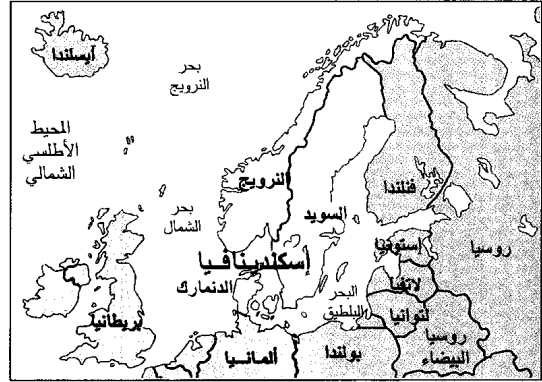 آيسلندا
بحر
النرويج
المحيط
الأطلسي
الشمالي
النرويج
فنلندا
السويد
بحر
الشمال
إستونيا
روسيا
إسكلدينافيا
الدنمارك
لاتفيا
البحر
البلطيق
لتوانيا
بريطانيا
روسيا
البيضاء
ألمانيا
بولندا